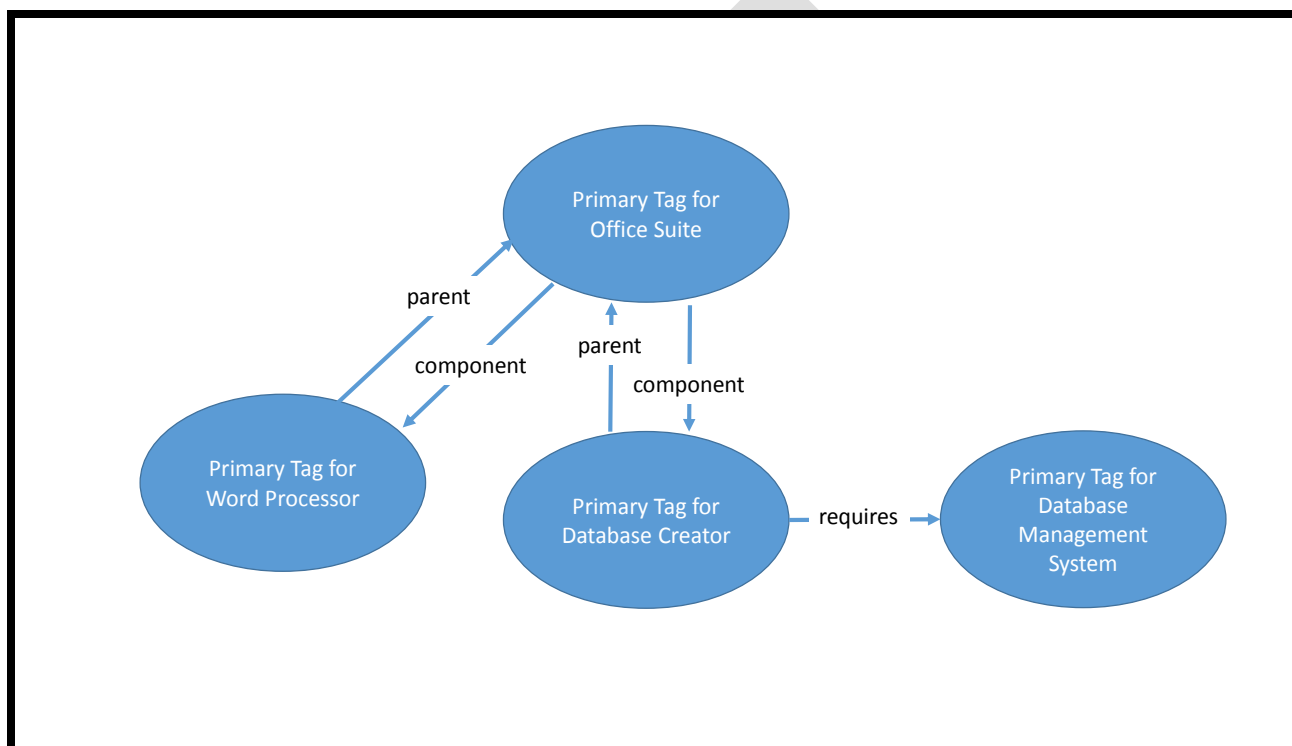 Primary Tag for
Office Suite
parent
component
parent
component
Primary Tag for
Word Processor
Primary Tag for
Database Creator
requires
Primary Tag for
Database
Management
System